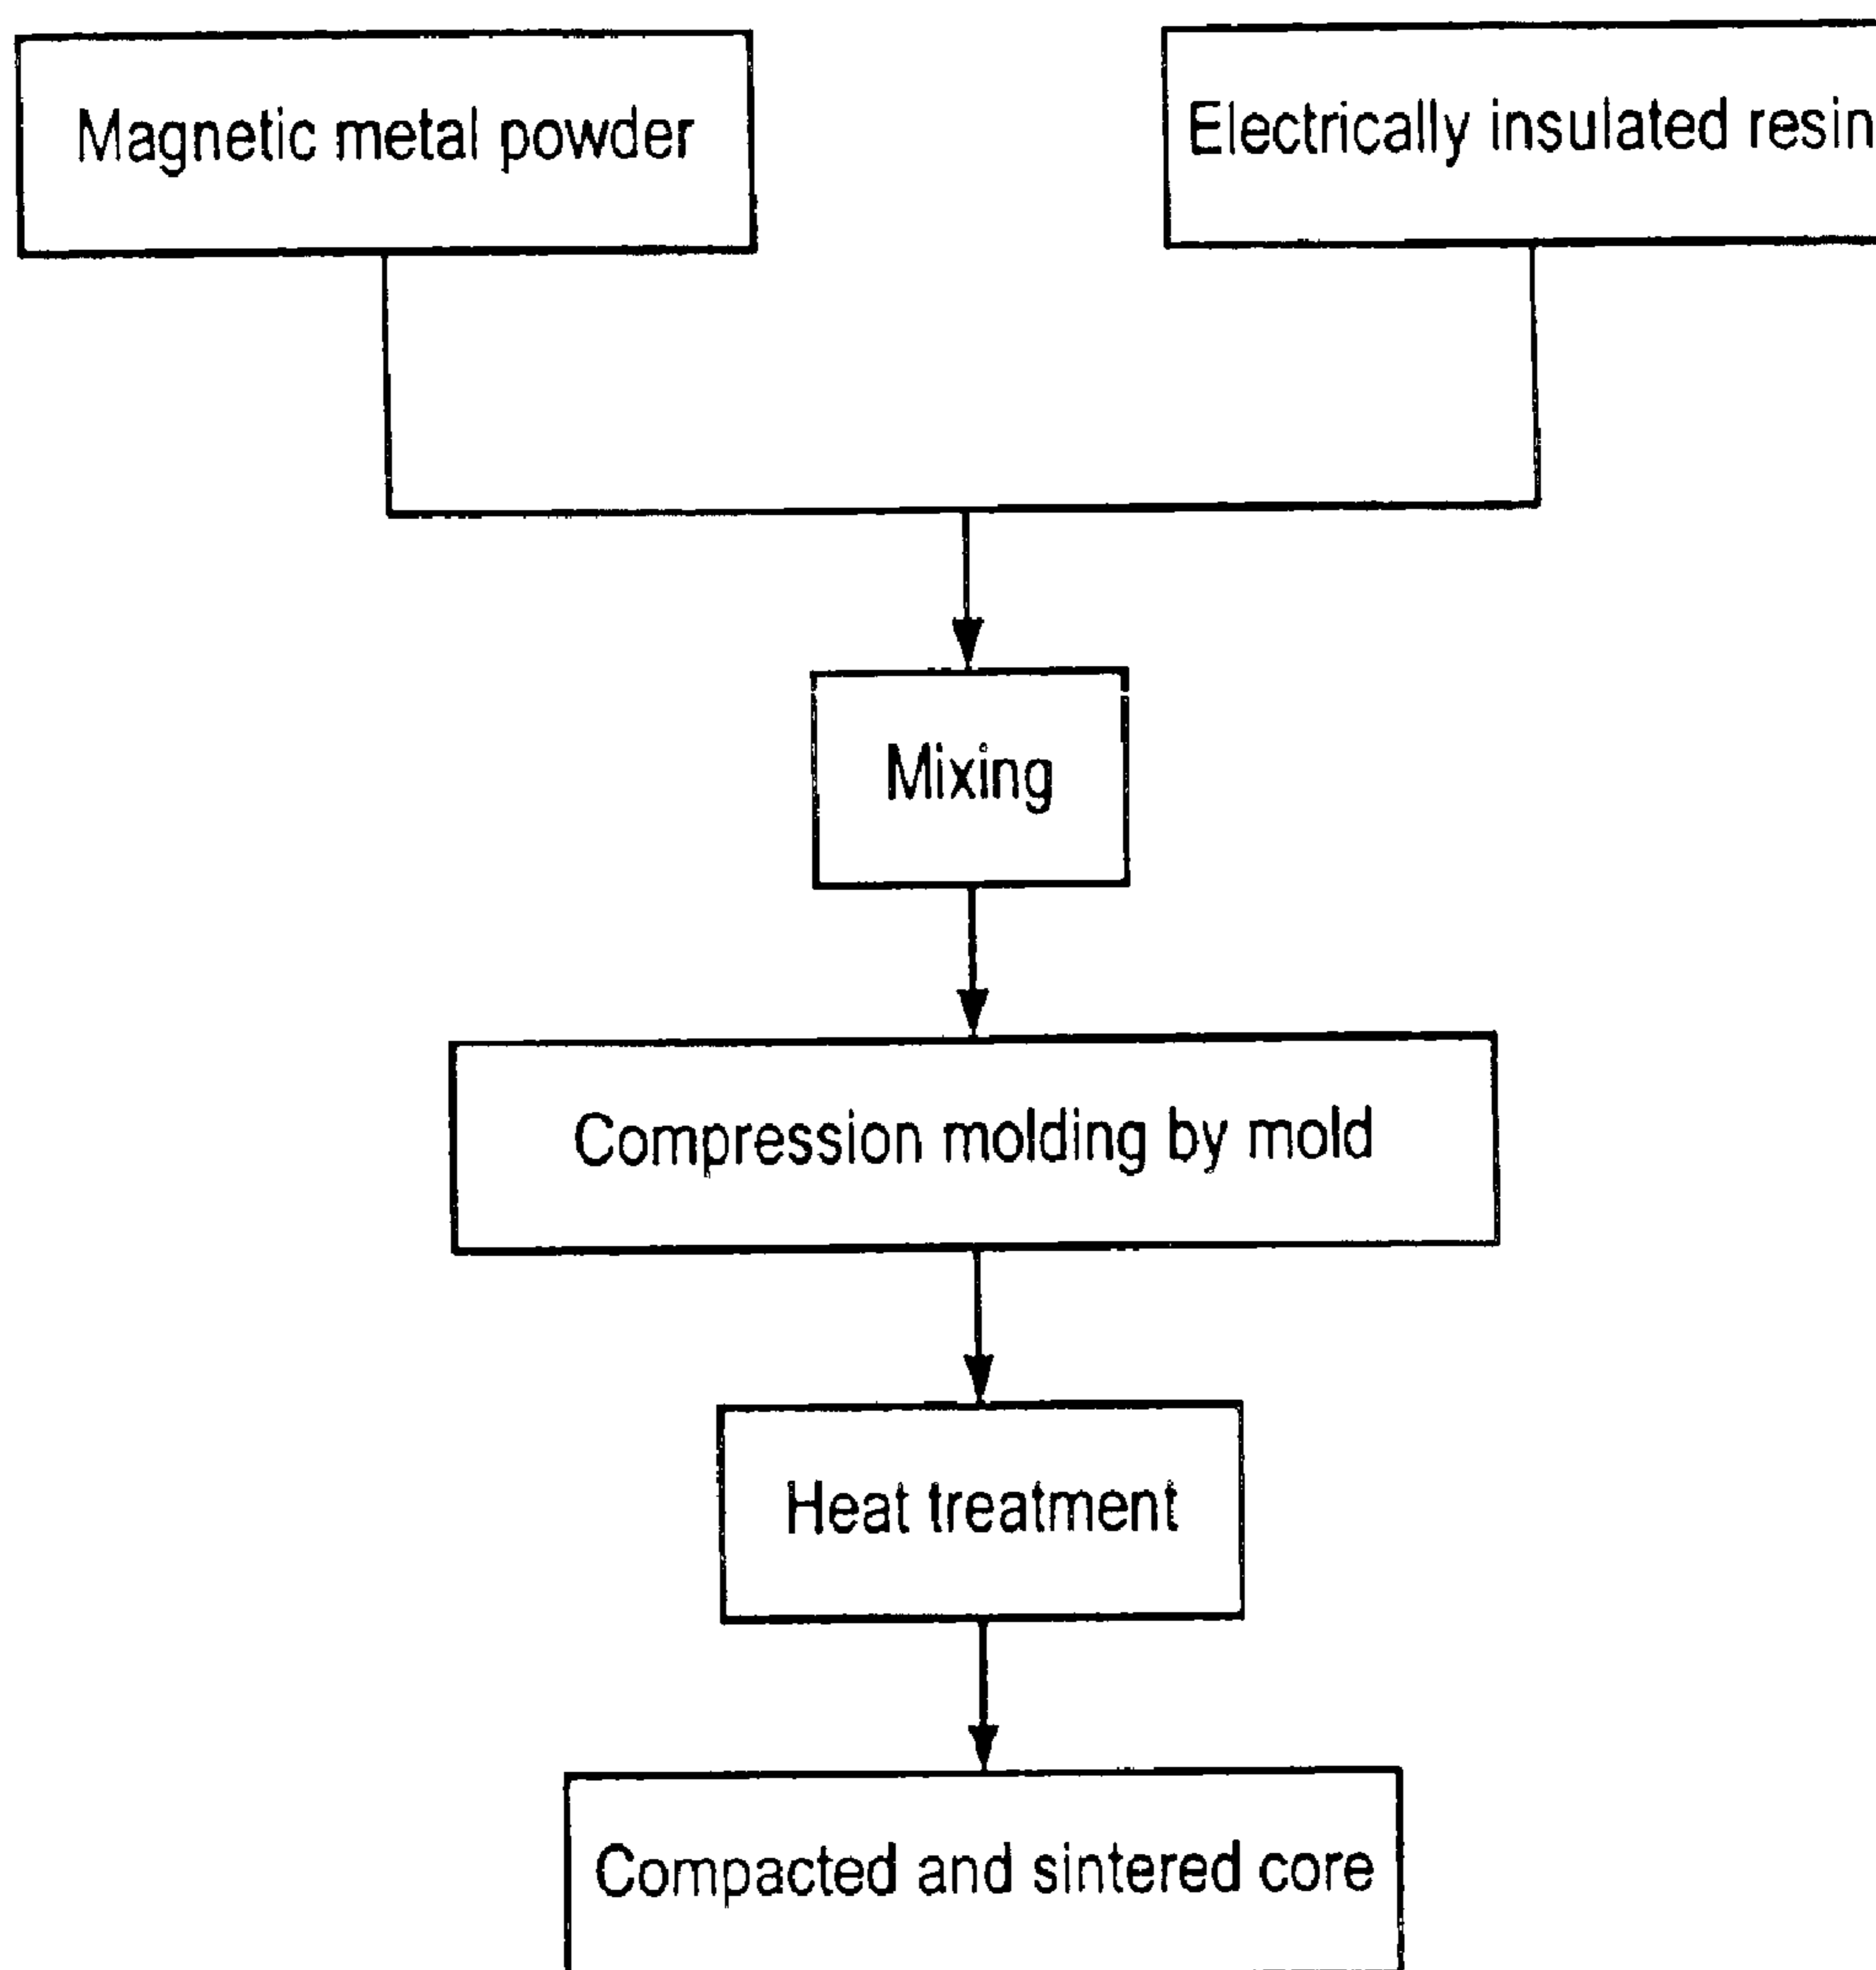 Magnetic metal powder
Electrically insulated resin
Mixing
Compression molding by mold
Heat treatment
Compacted and sintered core